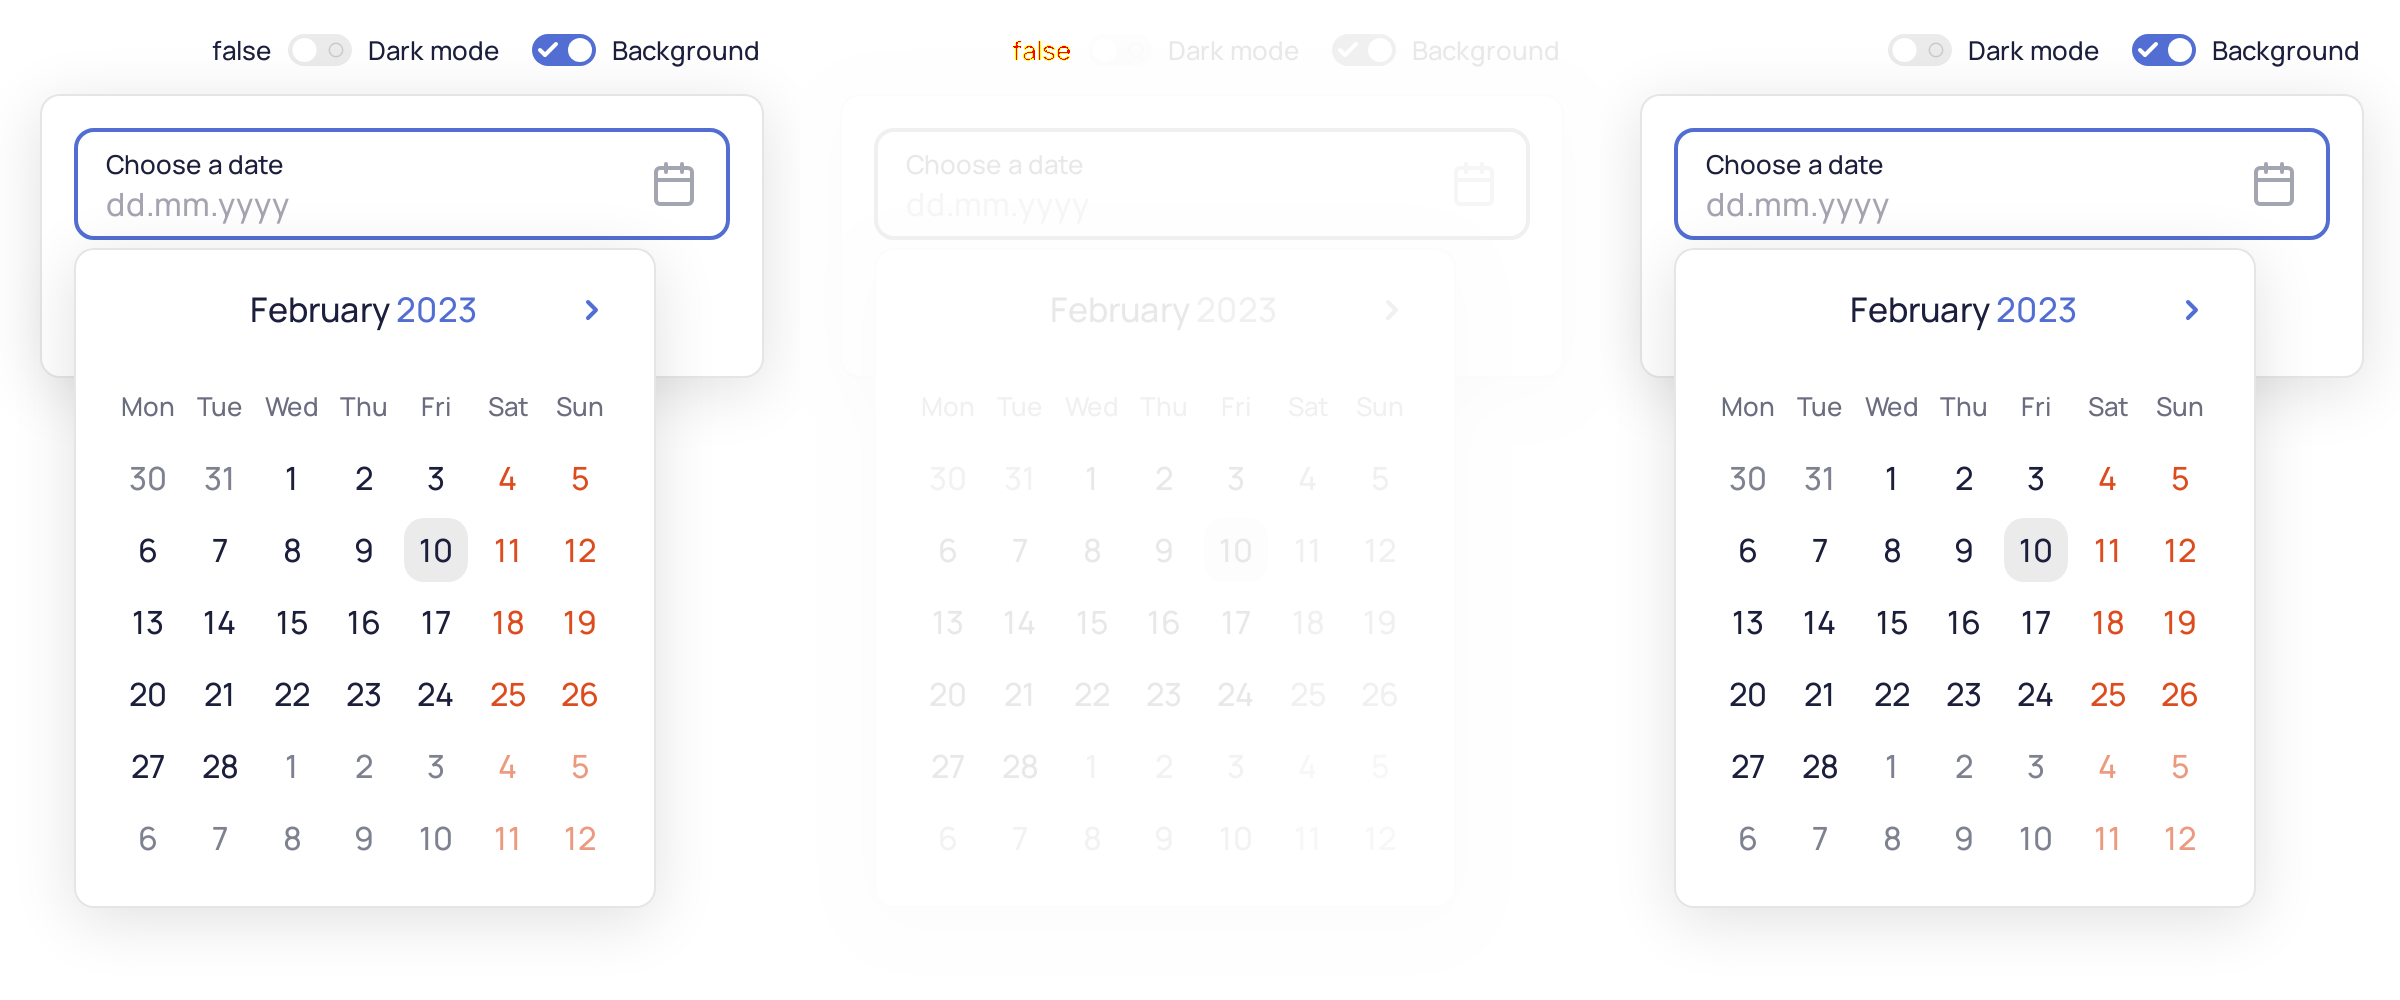 false Dark mode Background
Choose a date
dd.mm.yyyy
February 2023
Mon Tue Wed Thu Fri Sat Sun
30 31 1 2 3 4 5
6 7 8 9 10 11 12
13 14 15 16 17 18 19
20 21 22 23 24 25 26
27 28 1 2 3 4 5
6 7 8 9 10 11 12
false Dark mode Background
Choose a date
dd.mm.yyyy
February 2023
Mon Tue Wed Thu Fri Sat Sun
30 31 1 2 3 4 5
6 7 8 9 10 11 12
13 14 15 16 17 18 19
20 21 22 23 24 25 26
27 28 1 2 3 4 5
6 7 8 9 10 11 12
Dark mode Background
Choose a date
dd.mm.yyyy
February 2023
Mon Tue Wed Thu Fri Sat Sun
30 31 1 2 3 4 5
6 7 8 9 10 11 12
13 14 15 16 17 18 19
20 21 22 23 24 25 26
27 28 1 2 3 4 5
6 7 8 9 10 11 12